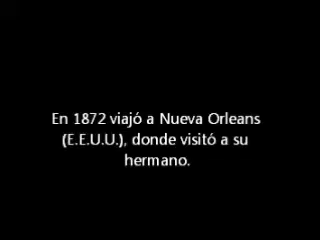 En 1872 viajó a Nueva Orleans
(E.E.U.U.), donde visitó a su
hermano.